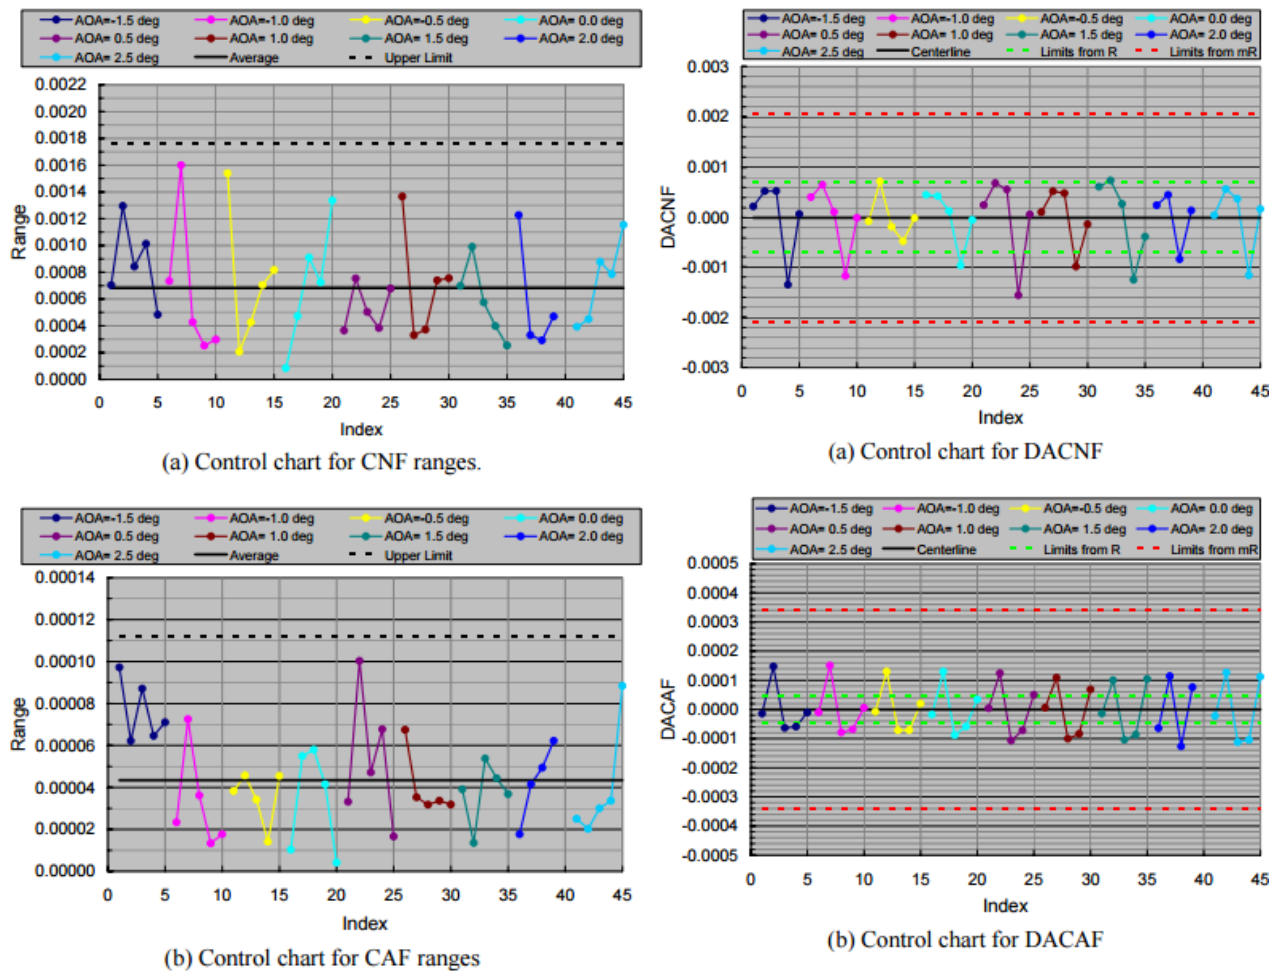 AOA=-1.5 deg AOA=-1.0 deg AOA=-0.5 deg AOA= 0.0 deg
AOA= 0.5 deg AOA= 1.0 deg AOA= 1.5 deg AOA= 2.0 deg
AOA= 2.5 deg Average Upper Limit
0.0022
0.0020
0.0018
0.0016
0.0014
0.0012
0.0010
0.0008
0.0006
0.0004
0.0002
0.0000
Range
0 5 10 15 20 25 30 35 40 45
Index
(a) Control chart for CNF ranges.
AOA=-1.5 deg AOA=-1.0 deg AOA=-0.5 deg AOA= 0.0 deg
AOA= 0.5 deg AOA= 1.0 deg AOA= 1.5 deg AOA= 2.0 deg
AOA= 2.5 deg Centerline Limits from R Limits from mR
0.003
0.002
0.001
0.000
-0.001
-0.002
-0.003
DACNF
0 5 10 15 20 25 30 35 40 45
Index
(a) Control chart for DACNF
AOA=-1.5 deg AOA=-1.0 deg AOA=-0.5 deg AOA= 0.0 deg
AOA= 0.5 deg AOA= 1.0 deg AOA= 1.5 deg AOA= 2.0 deg
AOA= 2.5 deg Average Upper Limit
0.00014
0.00012
0.00010
0.00008
0.00006
0.00004
0.00002
0.00000
Range
0 5 10 15 20 25 30 35 40 45
Index
(b) Control chart for CAF ranges
AOA=-1.5 deg AOA=-1.0 deg AOA=-0.5 deg AOA= 0.0 deg
AOA= 0.5 deg AOA= 1.0 deg AOA= 1.5 deg AOA= 2.0 deg
AOA= 2.5 deg Centerline Limits from R Limits from mR
0.0005
0.0004
0.0003
0.0002
0.0001
0.0000
-0.0001
-0.0002
-0.0003
-0.0004
-0.0005
DACAF
0 5 10 15 20 25 30 35 40 45
Index
(b) Control chart for DACAF